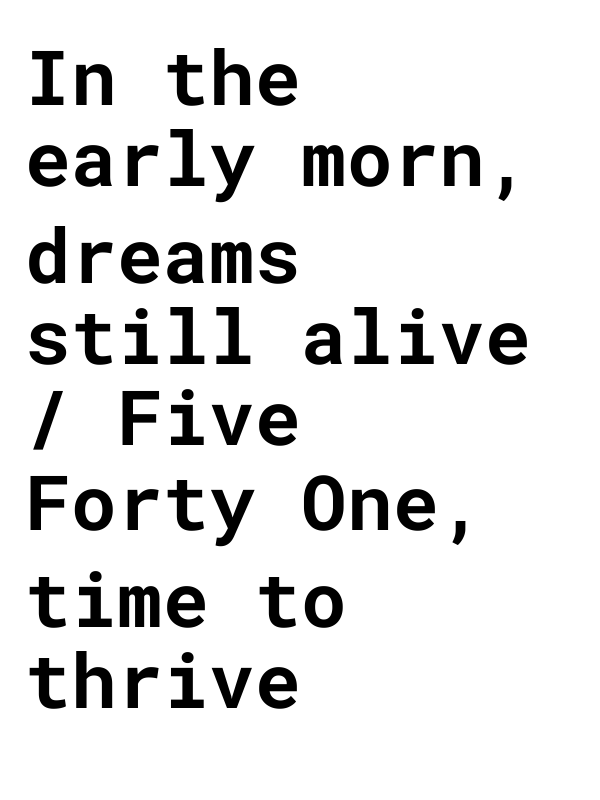 In the
early morn,
dreams
still alive
/ Five
Forty One,
time to
thrive